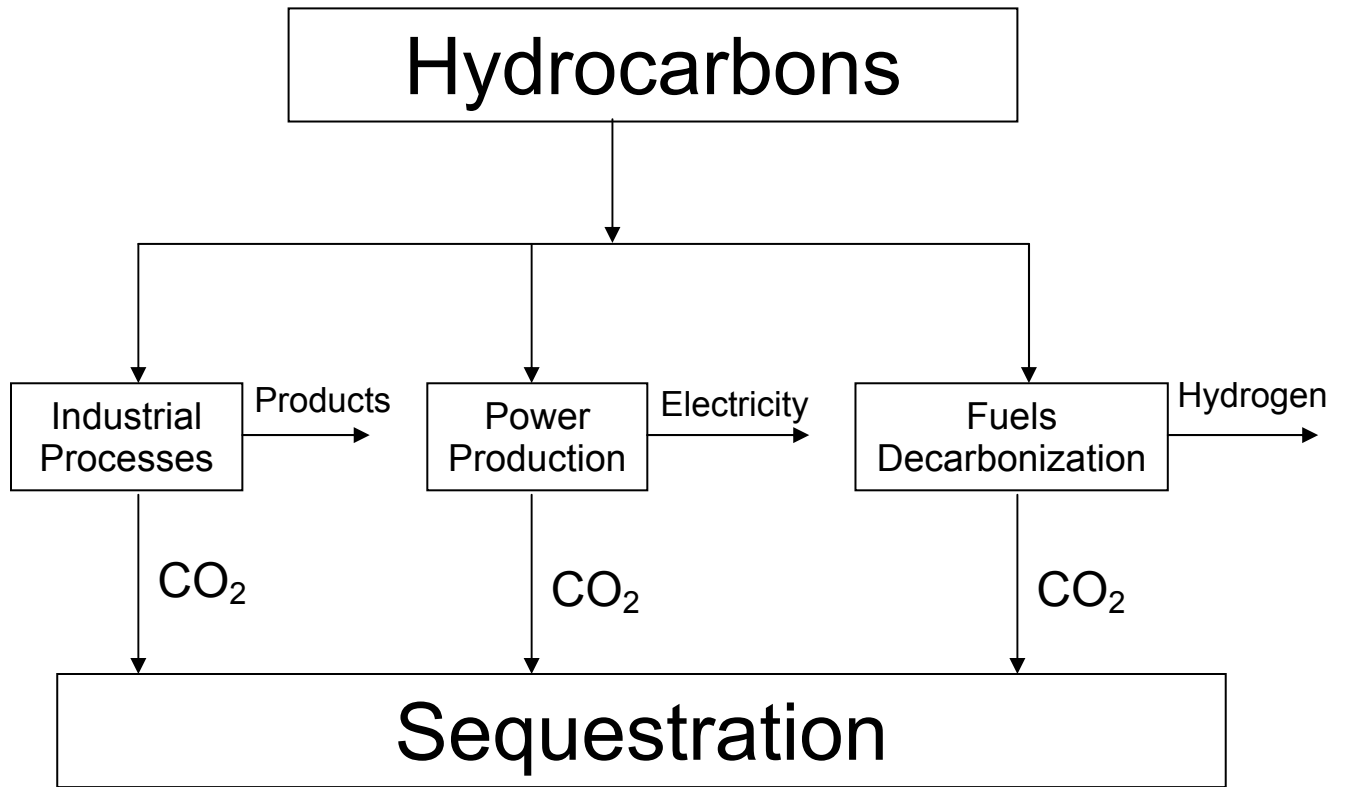 Hydrocarbons
Industrial
Processes
Products
Power
Production
Electricity
Fuels
Decarbonization
Hydrogen
CO₂
CO₂
CO₂
Sequestration